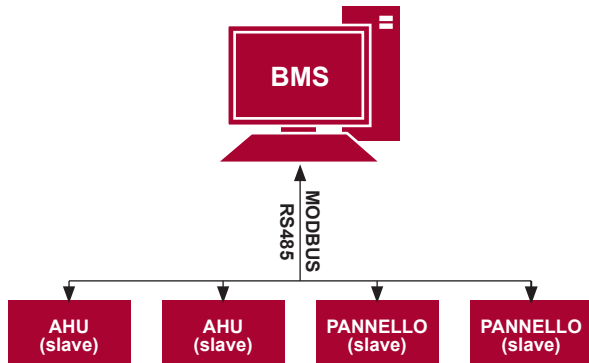 BMS
MODBUS
RS485
AHU
(slave)
AHU
(slave)
PANNELLO
(slave)
PANNELLO
(slave)